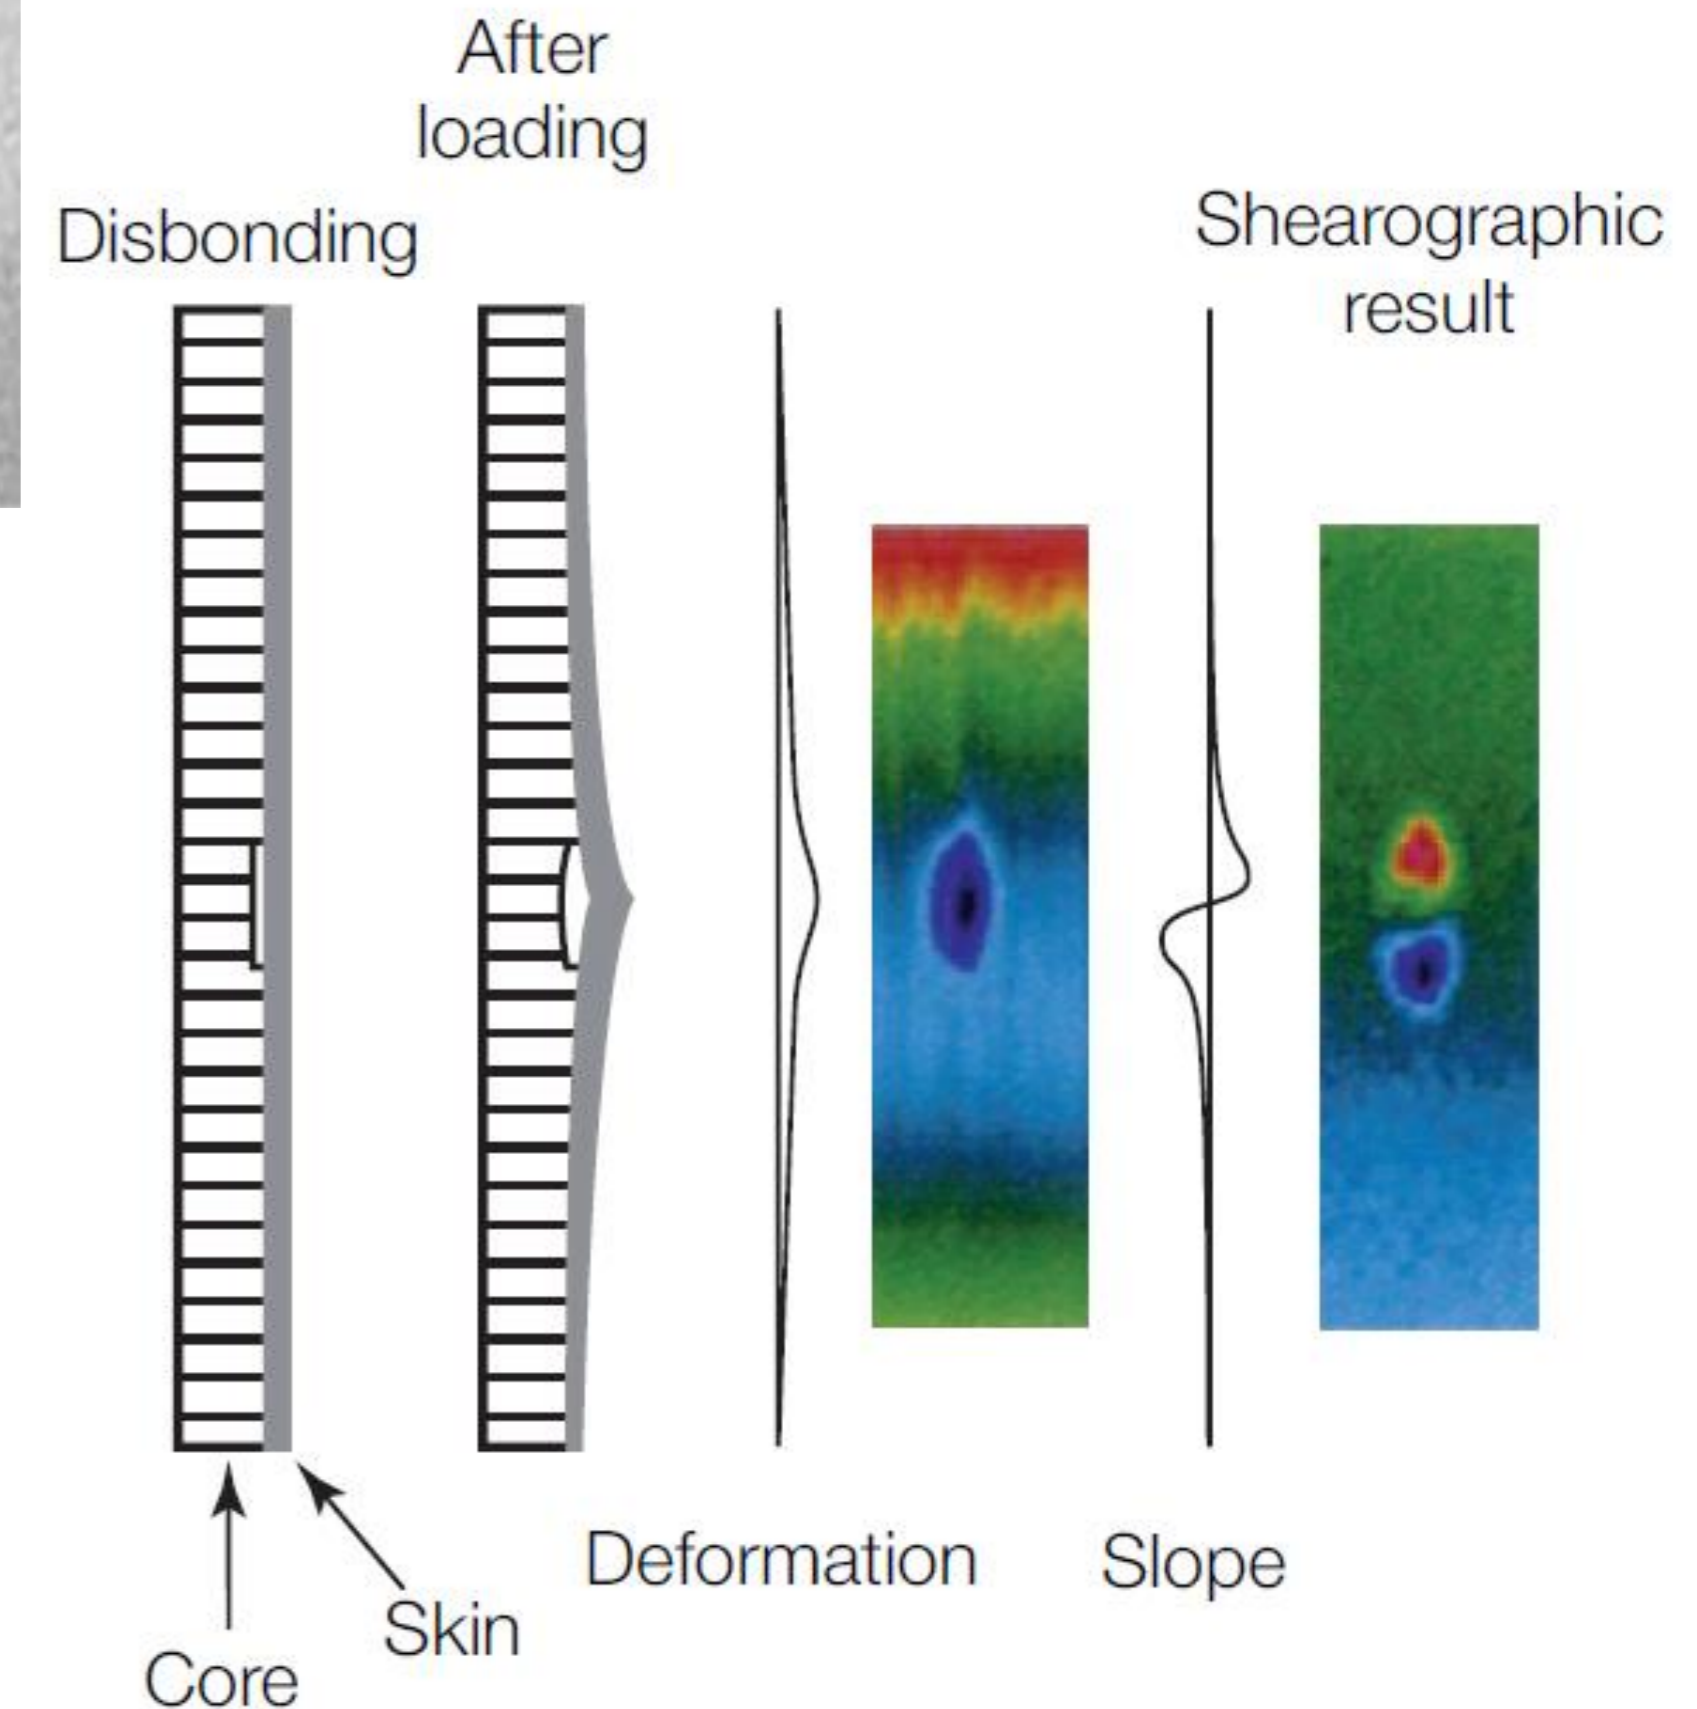 After
loading
Disbonding
Shearographic
result
Deformation
Slope
Skin
Core